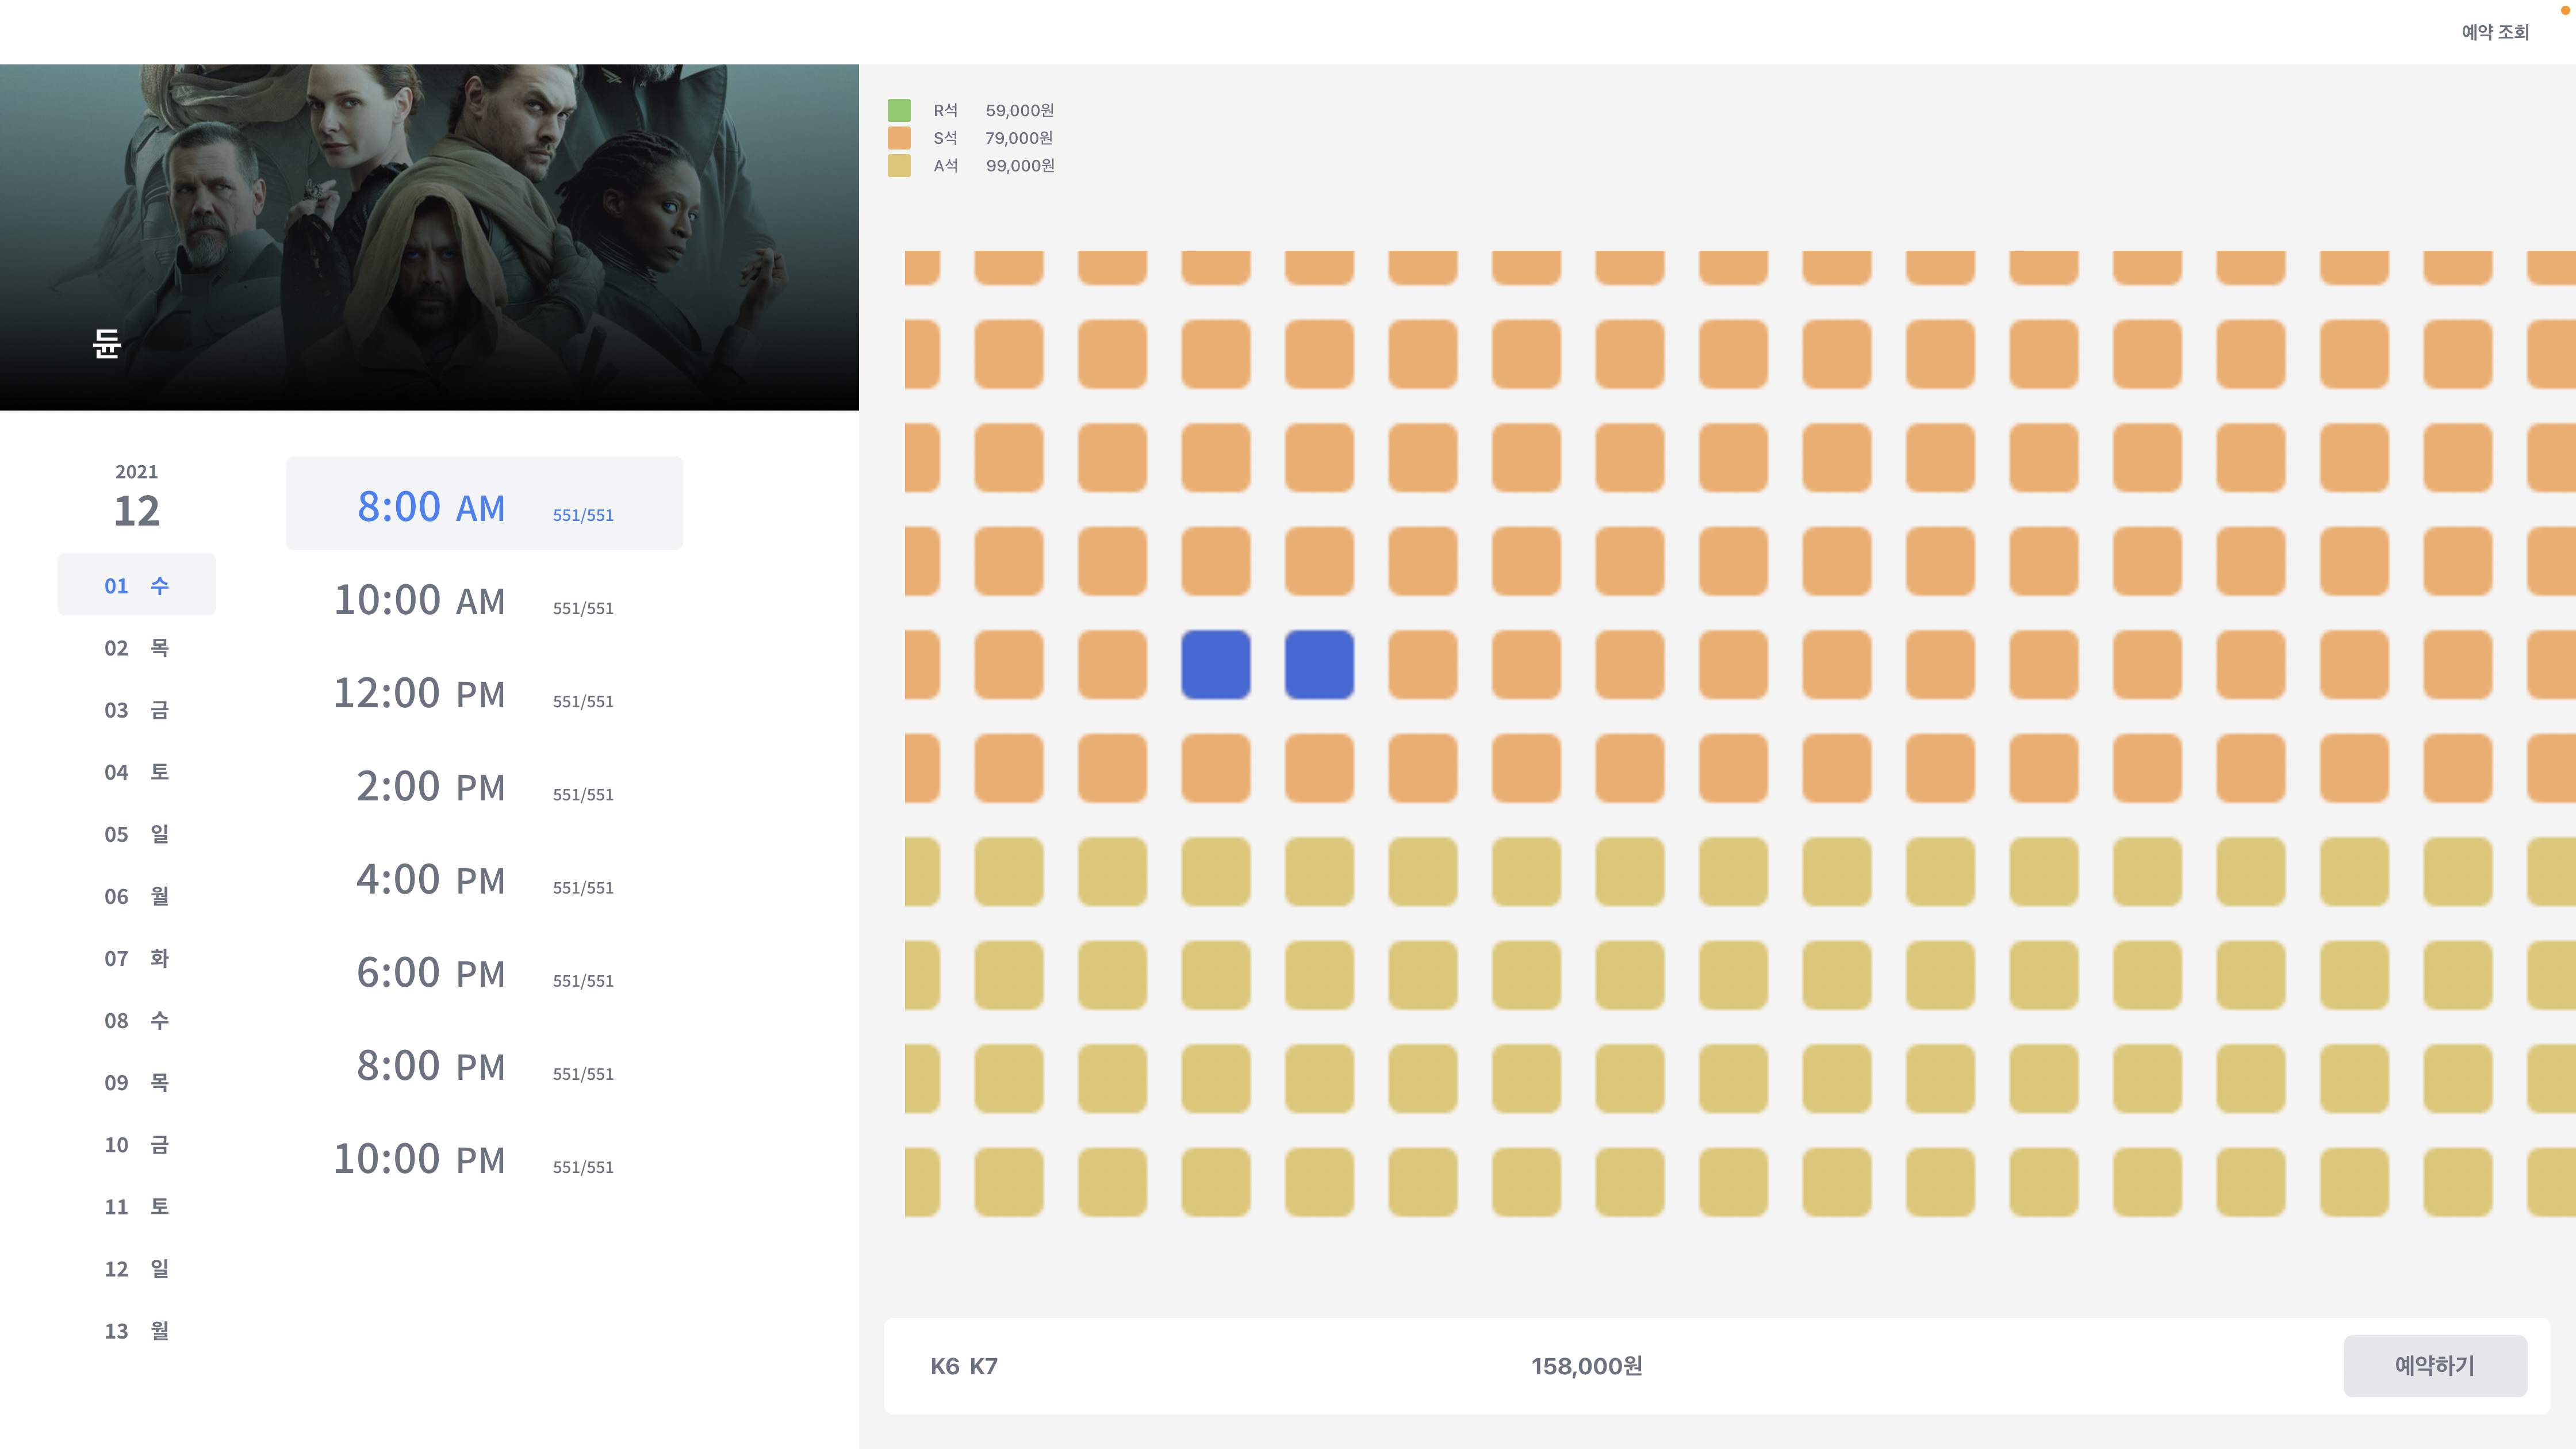 예약 조회
둔
2021
12
01 수
02 목
03 금
04 토
05 일
06 월
07 화
08 수
09 목
10 금
11 토
12 일
13 월
8:00 AM 551/551
10:00 AM 551/551
12:00 PM 551/551
2:00 PM 551/551
4:00 PM 551/551
6:00 PM 551/551
8:00 PM 551/551
10:00 PM 551/551
R석 59,000원
S석 79,000원
A석 99,000원
K6 K7 158,000원 예약하기